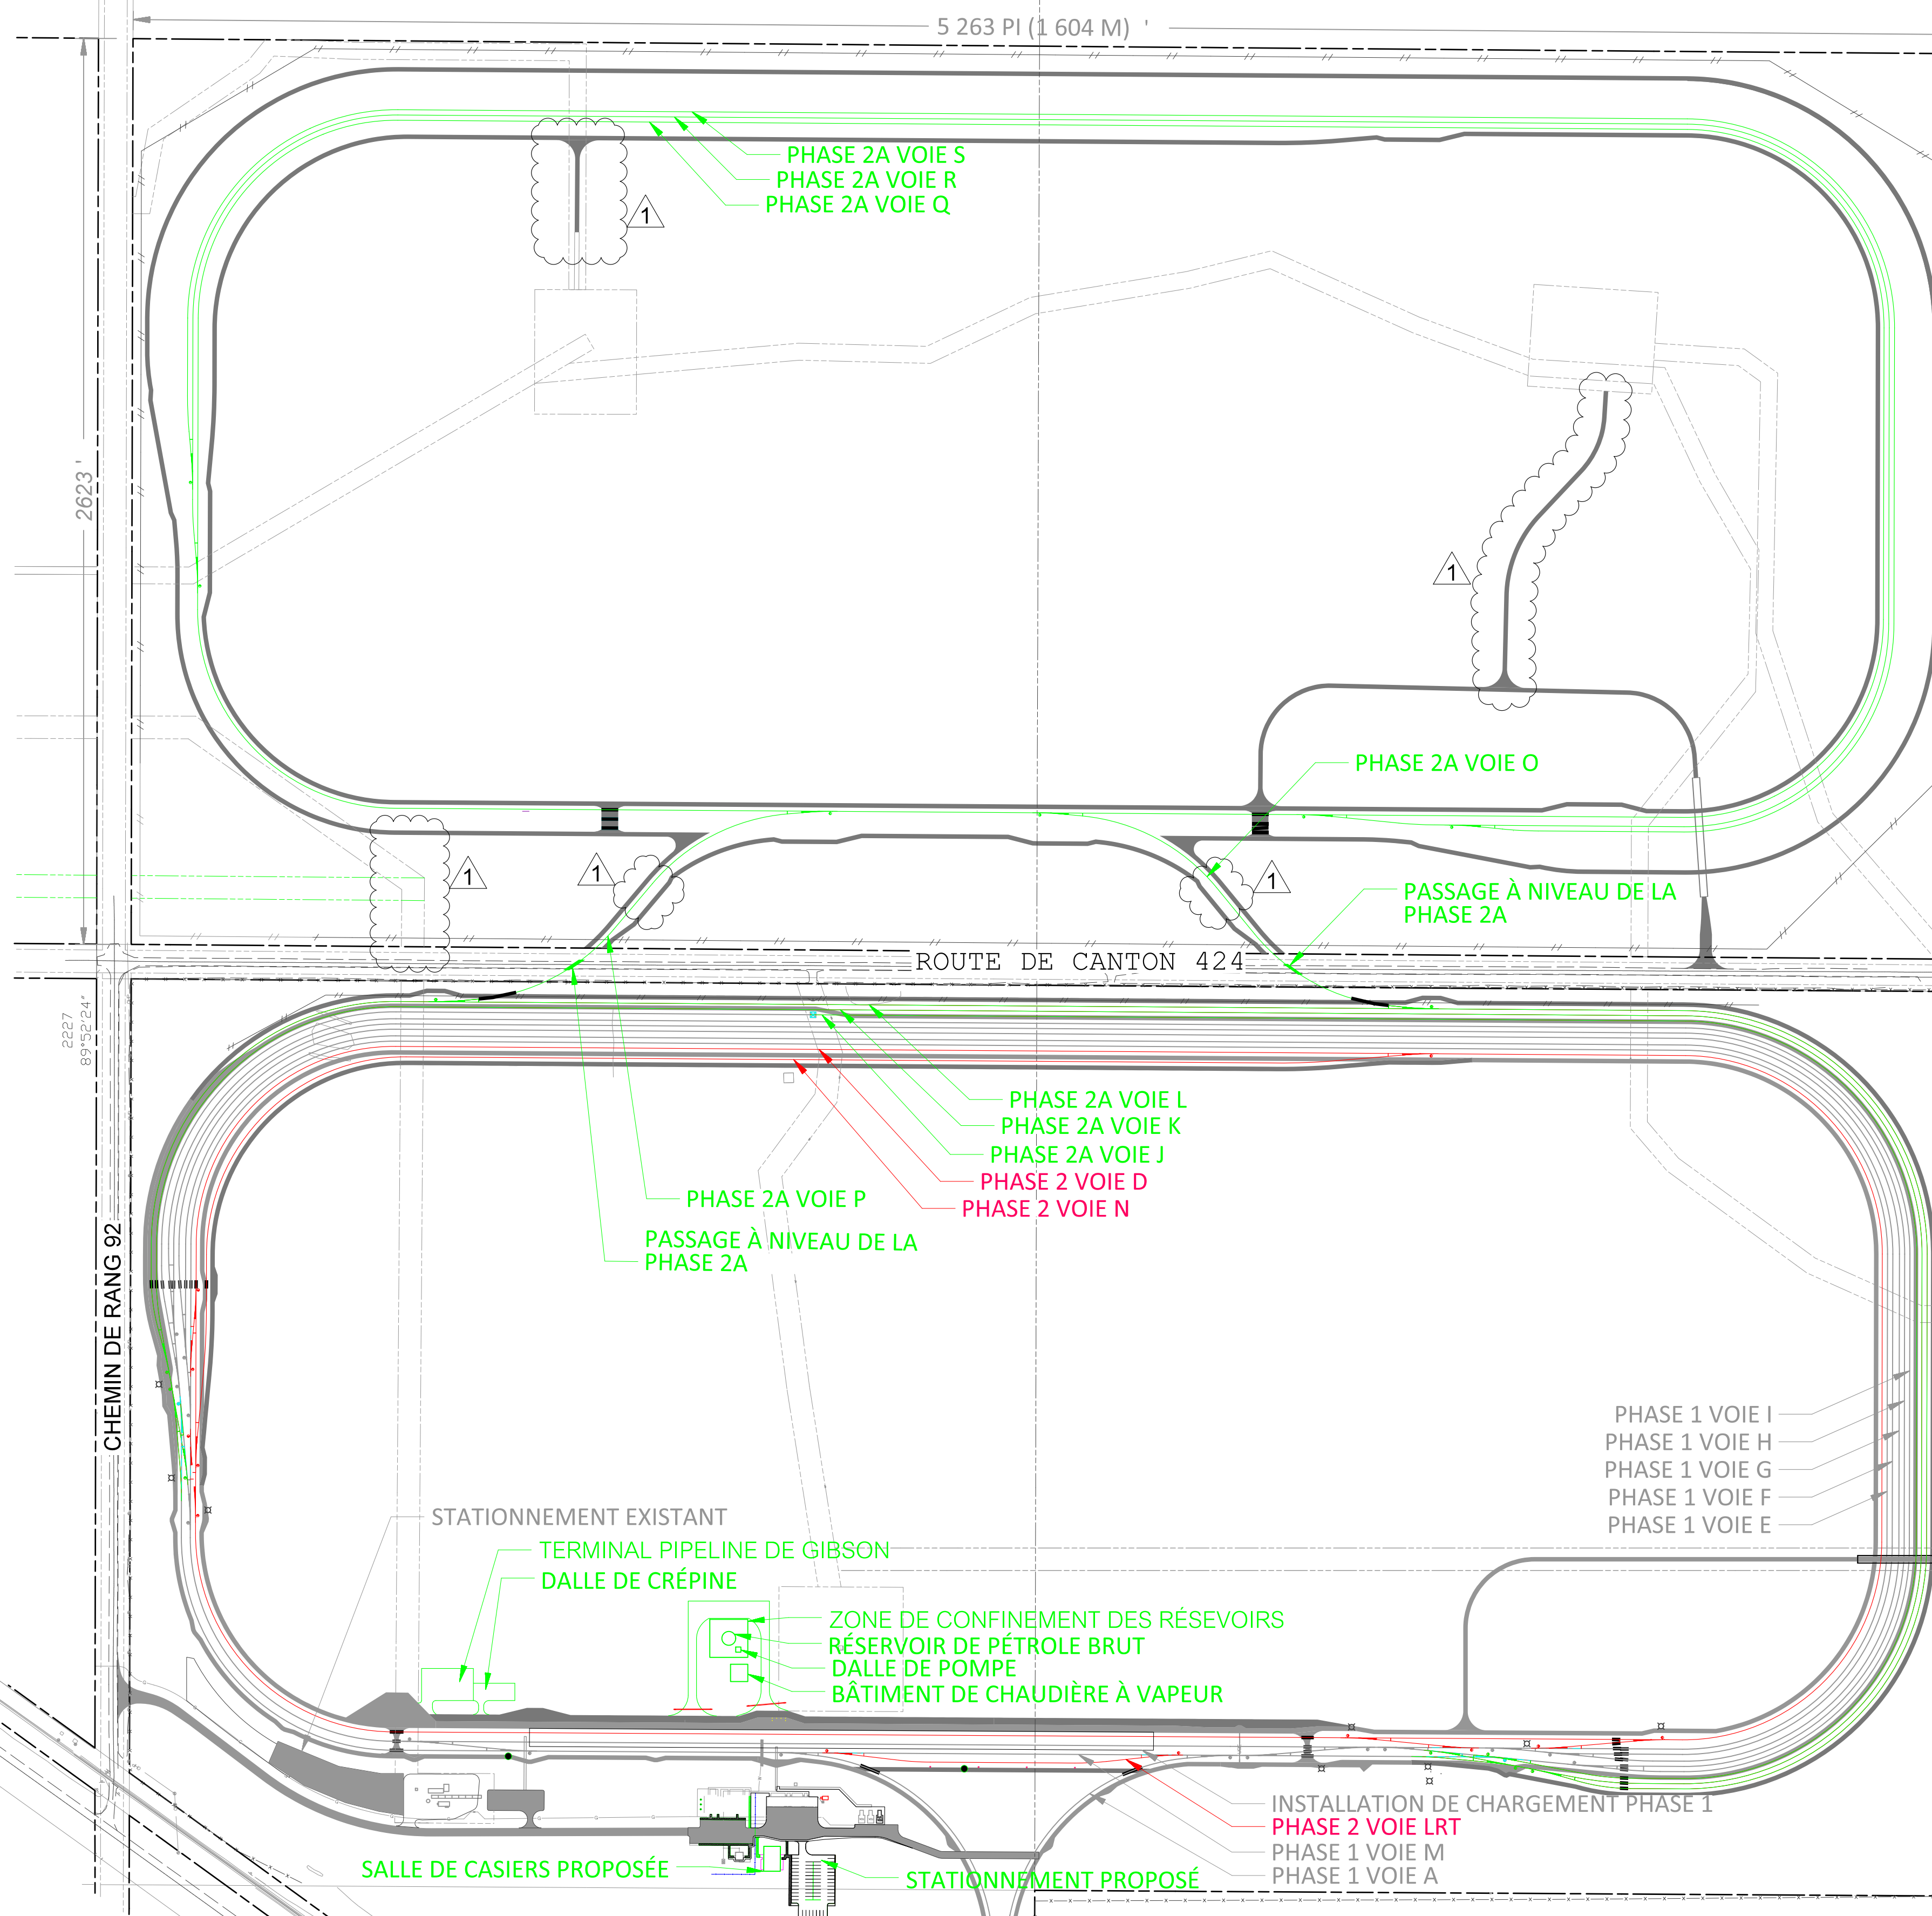 5 263 PI (1 604 M) '
PHASE 2A VOIE S
PHASE 2A VOIE R
PHASE 2A VOIE Q
1
2623 '
1
PHASE 2A VOIE O
1
1
1
PASSAGE À NIVEAU DE LA
PHASE 2A
ROUTE DE CANTON 424
2227
89°52'24"
PHASE 2A VOIE L
PHASE 2A VOIE K
PHASE 2A VOIE J
PHASE 2 VOIE D
PHASE 2 VOIE N
PHASE 2A VOIE P
PASSAGE À NIVEAU DE LA
PHASE 2A
CHEMIN DE RANG 92
PHASE 1 VOIE I
PHASE 1 VOIE H
PHASE 1 VOIE G
PHASE 1 VOIE F
PHASE 1 VOIE E
STATIONNEMENT EXISTANT
TERMINAL PIPELINE DE GIBSON
DALLE DE CRÉPINE
ZONE DE CONFINEMENT DES RÉSEVOIRS
RÉSERVOIR DE PÉTROLE BRUT
DALLE DE POMPE
BÂTIMENT DE CHAUDIÈRE À VAPEUR
INSTALLATION DE CHARGEMENT PHASE 1
PHASE 2 VOIE LRT
PHASE 1 VOIE M
PHASE 1 VOIE A
SALLE DE CASIERS PROPOSÉE
STATIONNEMENT PROPOSÉ